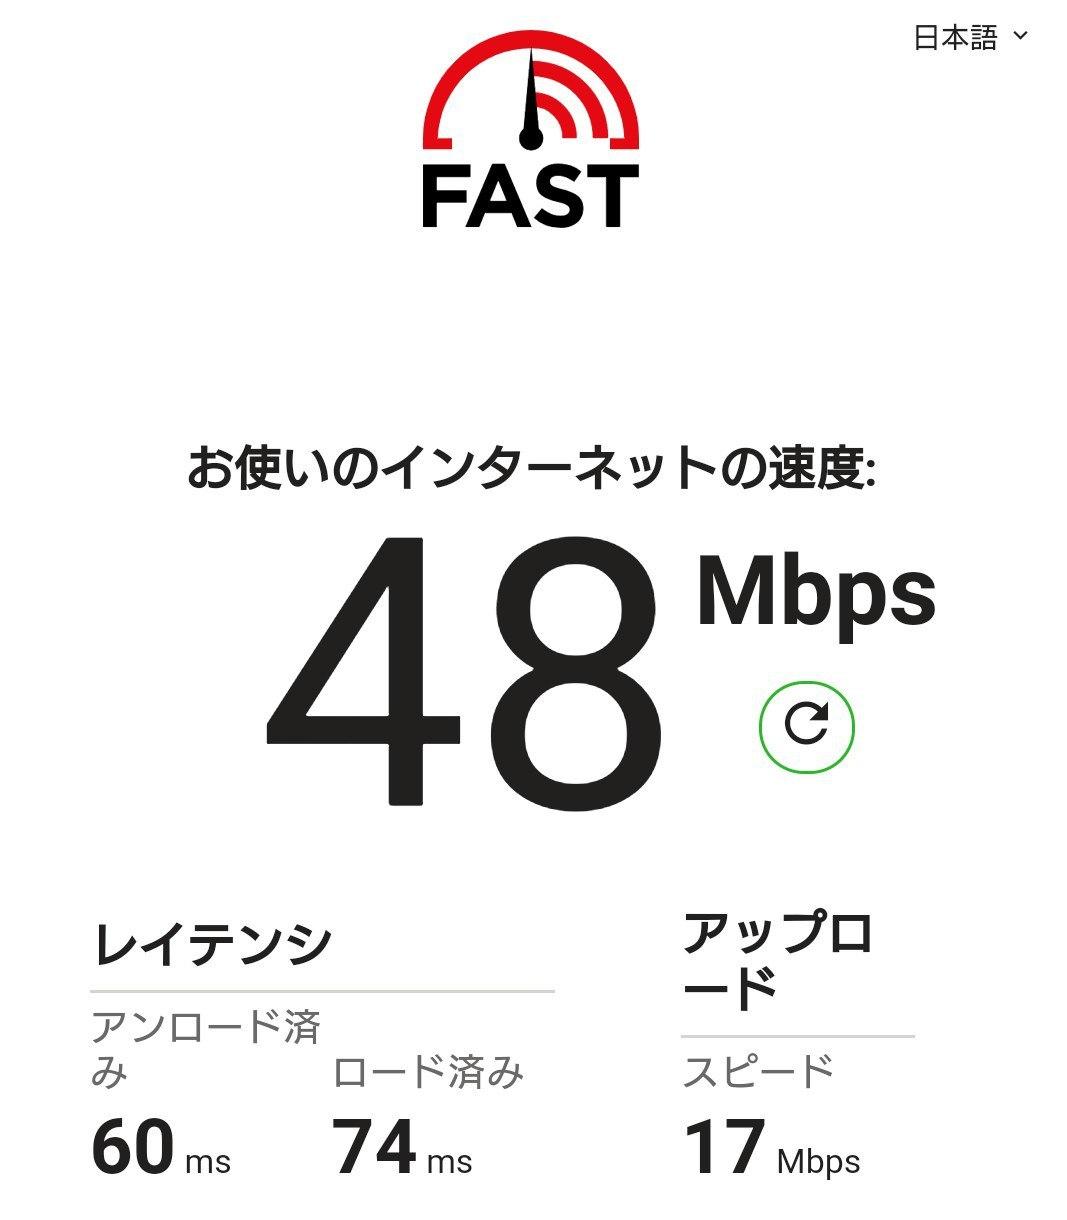 日本語
FAST
お使いのインターネットの速度:
48 Mbps
レイテンシ
アンロード済
み
ロード済み
60 ms
74 ms
アップロ
ード
スピード
17 Mbps